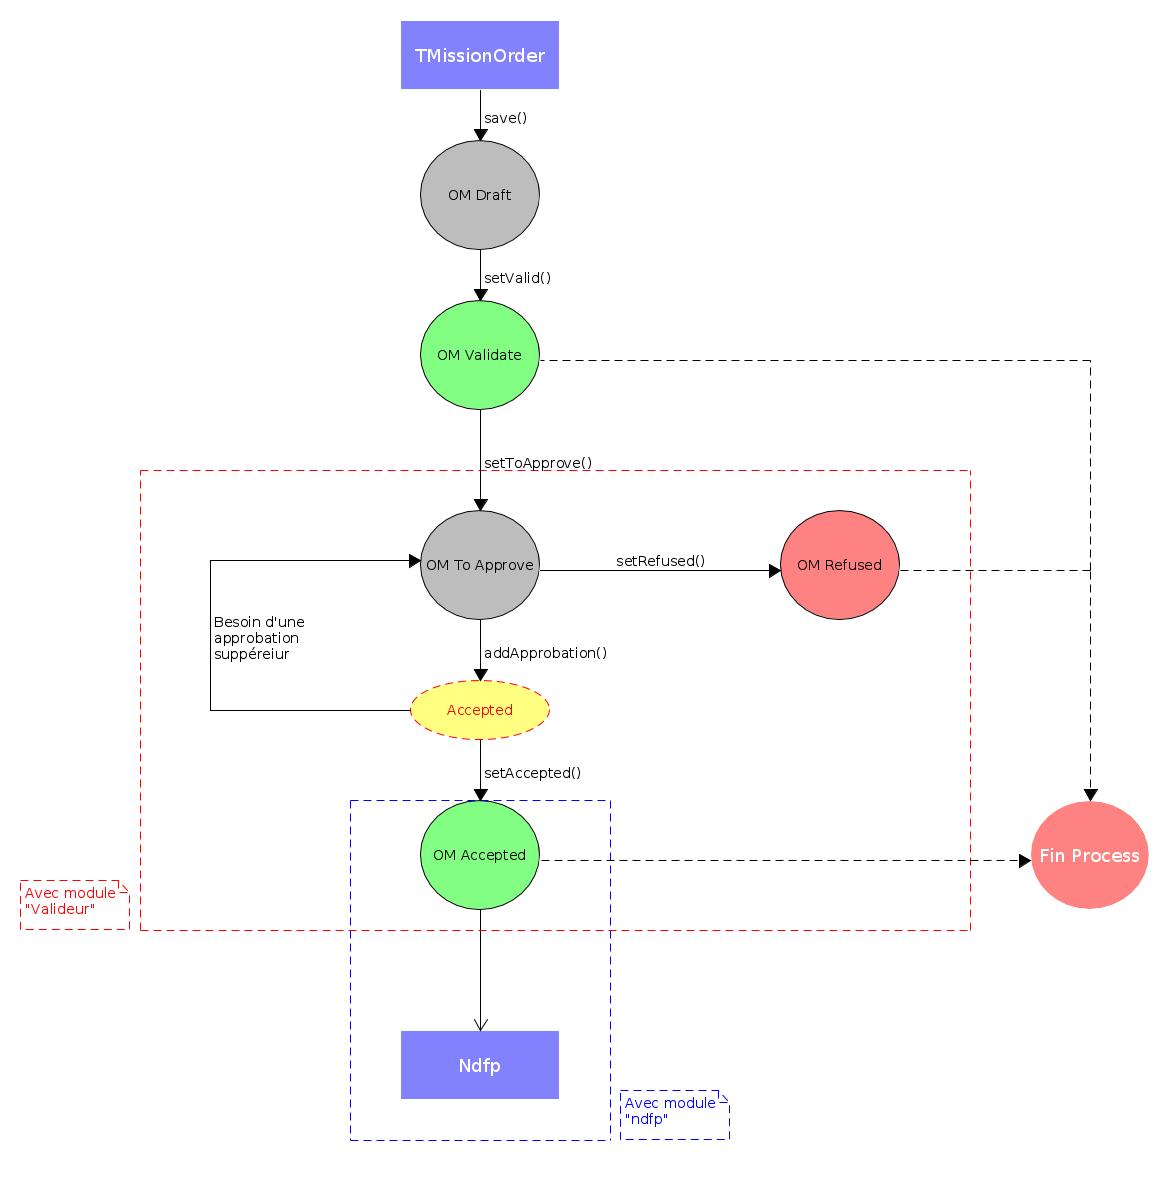 TMissionOrder
save()
OM Draft
setValid()
OM Validate
setToApprove()
OM To Approve
setRefused()
OM Refused
Besoin d'une
approbation
suppéreiur
addApprobation()
Accepted
setAccepted()
OM Accepted
Fin Process
Avec module
"Valideur"
Ndfp
Avec module
"ndfp"